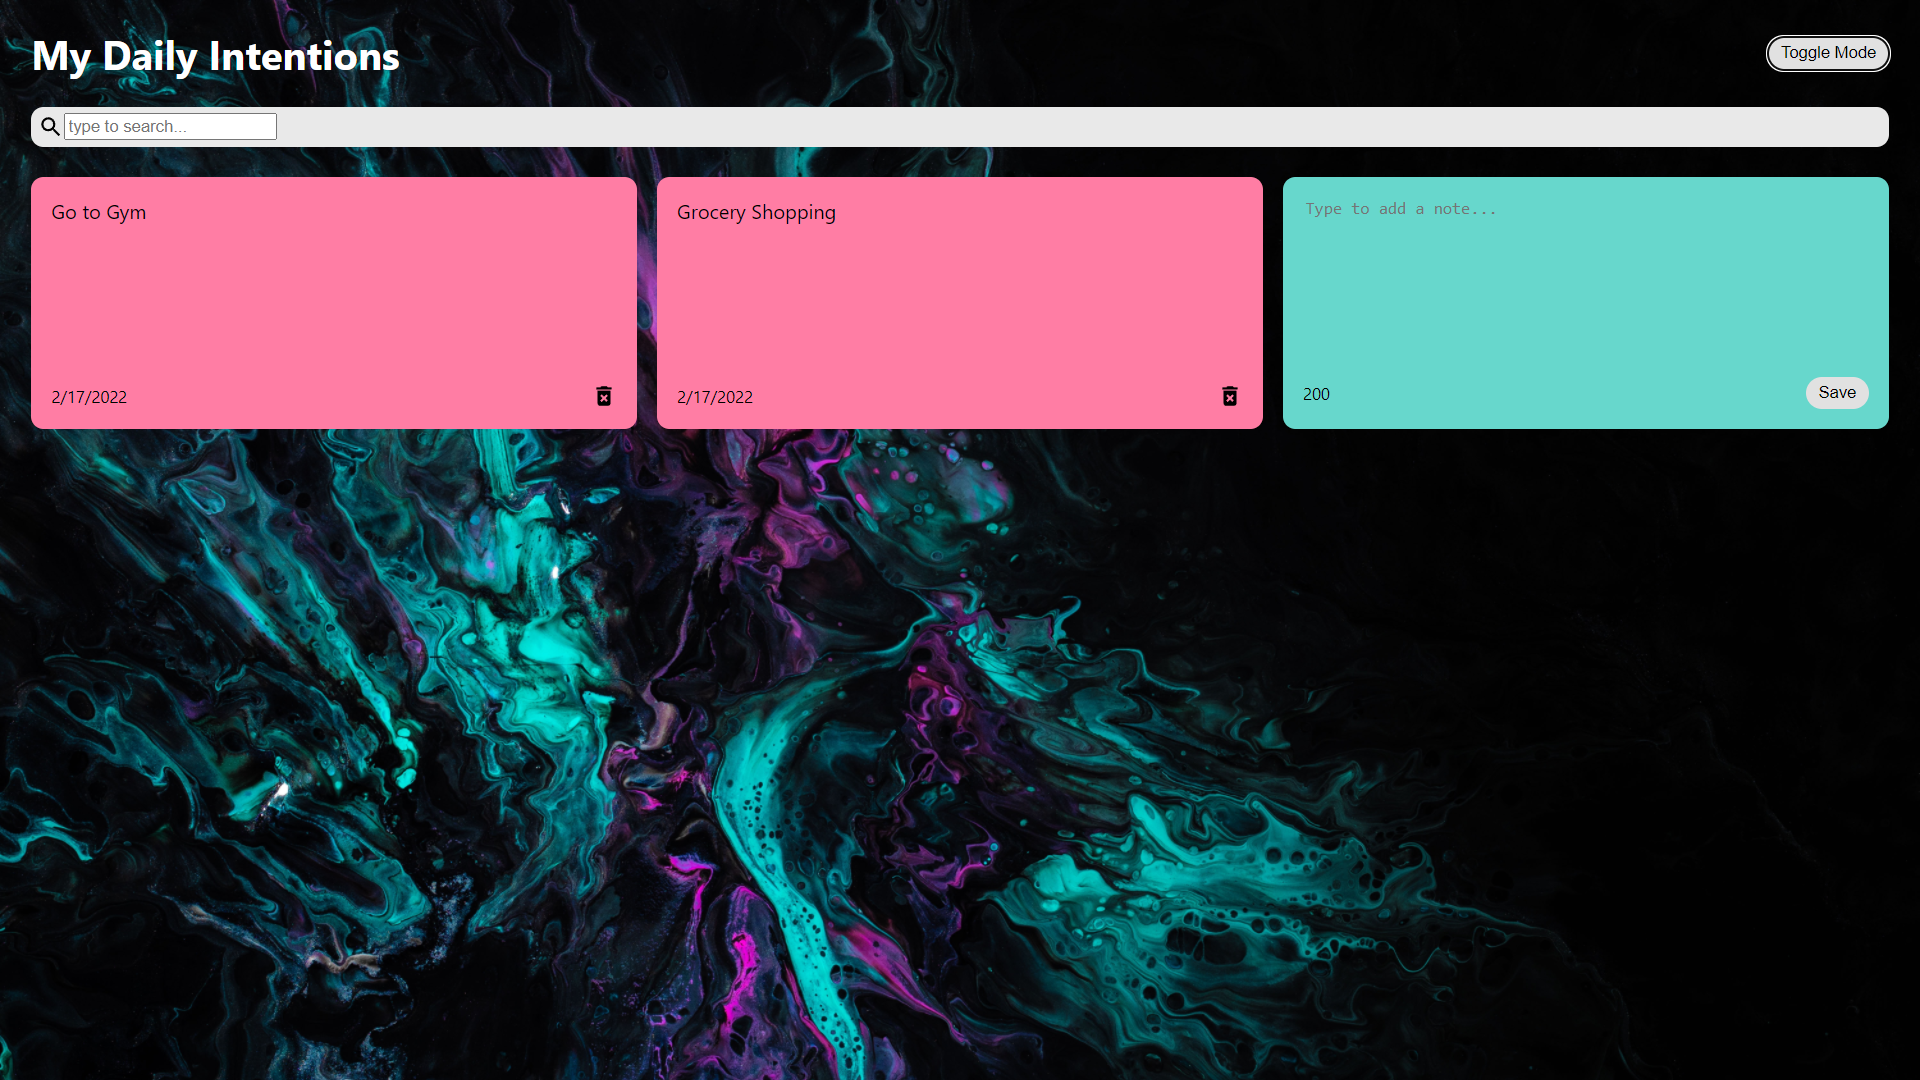 My Daily Intentions
Toggle Mode
type to search...
Go to Gym
2/17/2022
Grocery Shopping
2/17/2022
Type to add a note...
200
Save